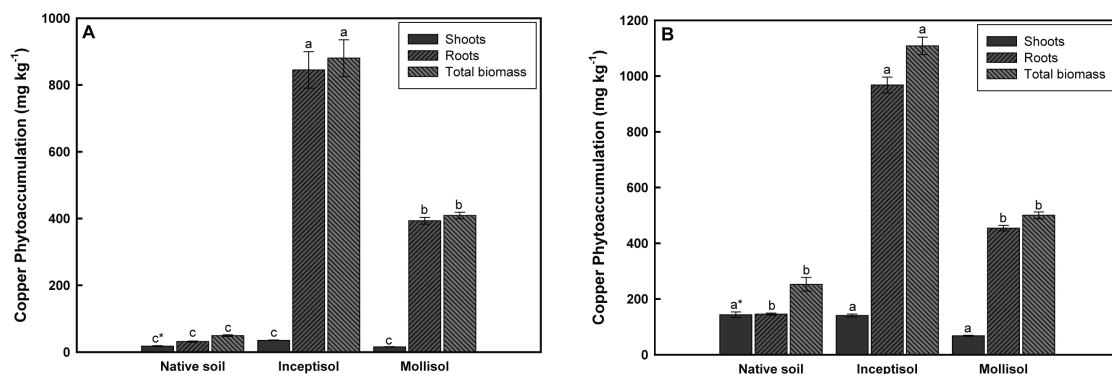 A
Shoots
Roots
Total biomass
Copper Phytoaccumulation (mg kg⁻¹)
1000
800
600
400
200
0
c* c c
c a a
c b b
Native soil Inceptisol Mollisol
B
Shoots
Roots
Total biomass
Copper Phytoaccumulation (mg kg⁻¹)
1200
1000
800
600
400
200
0
a* b b
a a a
a b b
Native soil Inceptisol Mollisol